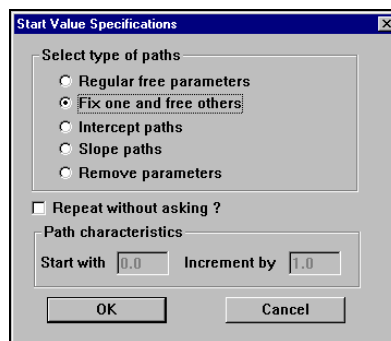 Start Value Specifications
Select type of paths
Regular free parameters
Fix one and free others
Intercept paths
Slope paths
Remove parameters
Repeat without asking ?
Path characteristics
Start with 0.0 Increment by 1.0
OK Cancel